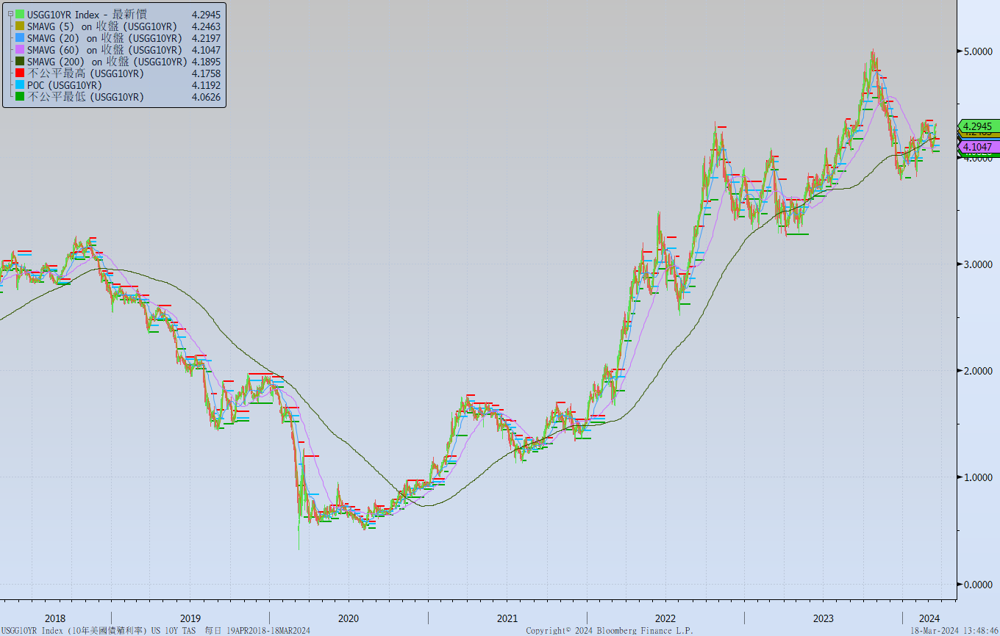 USGG10YR Index - 最新價 4.2945
SMAVG (5) on 收盤 (USGG10YR) 4.2463
SMAVG (20) on 收盤 (USGG10YR) 4.2197
SMAVG (60) on 收盤 (USGG10YR) 4.1047
SMAVG (200) on 收盤 (USGG10YR) 4.1895
不公平最高 (USGG10YR) 4.1758
POC (USGG10YR) 4.1192
不公平最低 (USGG10YR) 4.0626
5.0000
4.2945
4.1047
4.0000
3.0000
2.0000
1.0000
0.0000
2018 2019 2020 2021 2022 2023 2024
USGG10YR Index (10年美國債殖利率) US 10Y TAS 每日 19APR2018-18MAR2024 Copyright© 2024 Bloomberg Finance L.P. 18-Mar-2024 13:48:46